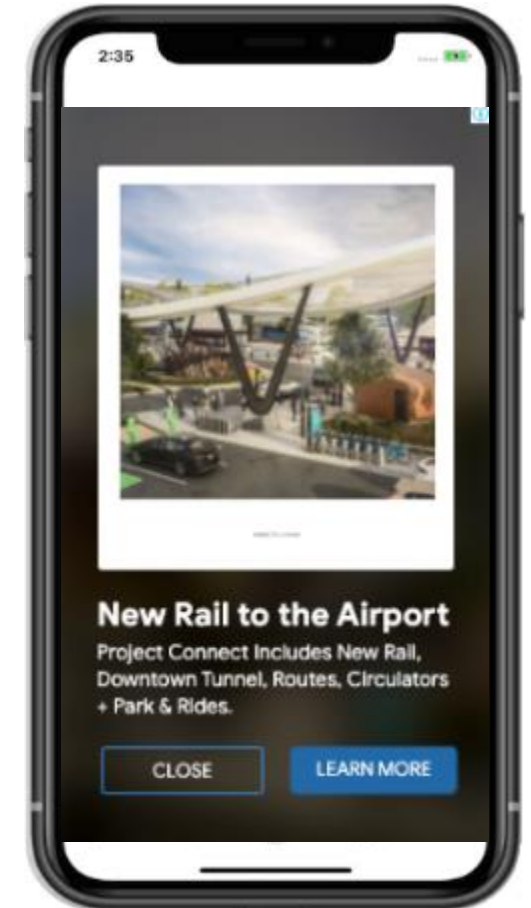 2:35
New Rail to the Airport
Project Connect Includes New Rail,
Downtown Tunnel, Routes, Circulators
+ Park & Rides.
CLOSE
LEARN MORE